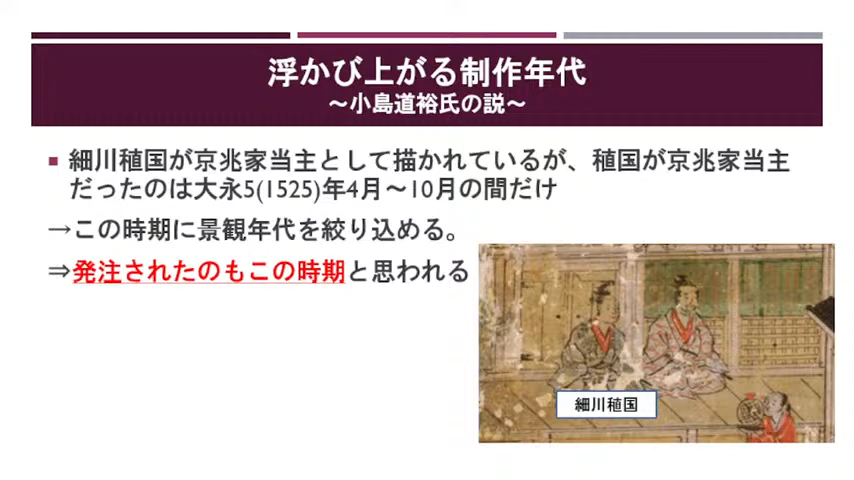 浮かび上がる制作年代
～小島道裕氏の説～
■ 細川稙国が京兆家当主として描かれているが、稙国が京兆家当主
だったのは大永5(1525)年4月～10月の間だけ
→この時期に景観年代を絞り込める。
⇒発注されたのもこの時期と思われる
細川稙国